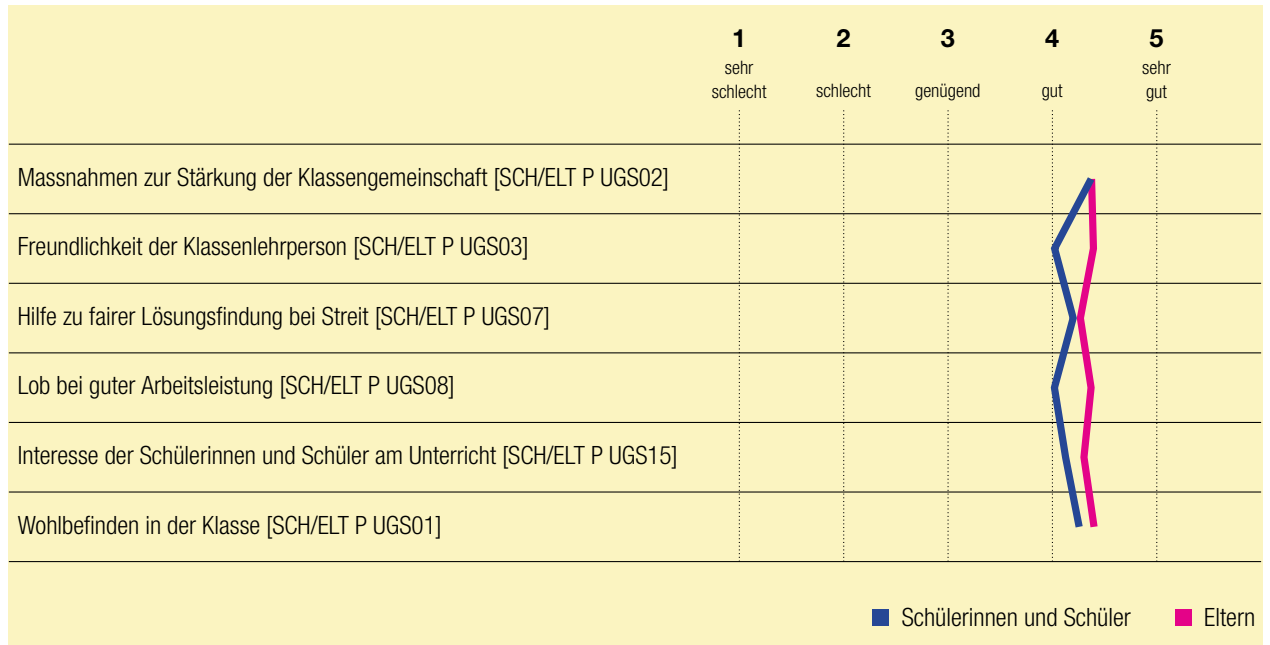 1 2 3 4 5
sehr schlecht schlecht genügend gut sehr gut
Massnahmen zur Stärkung der Klassengemeinschaft [SCH/ELT P UGS02]
Freundlichkeit der Klassenlehrperson [SCH/ELT P UGS03]
Hilfe zu fairer Lösungsfindung bei Streit [SCH/ELT P UGS07]
Lob bei guter Arbeitsleistung [SCH/ELT P UGS08]
Interesse der Schülerinnen und Schüler am Unterricht [SCH/ELT P UGS15]
Wohlbefinden in der Klasse [SCH/ELT P UGS01]
Schülerinnen und Schüler Eltern